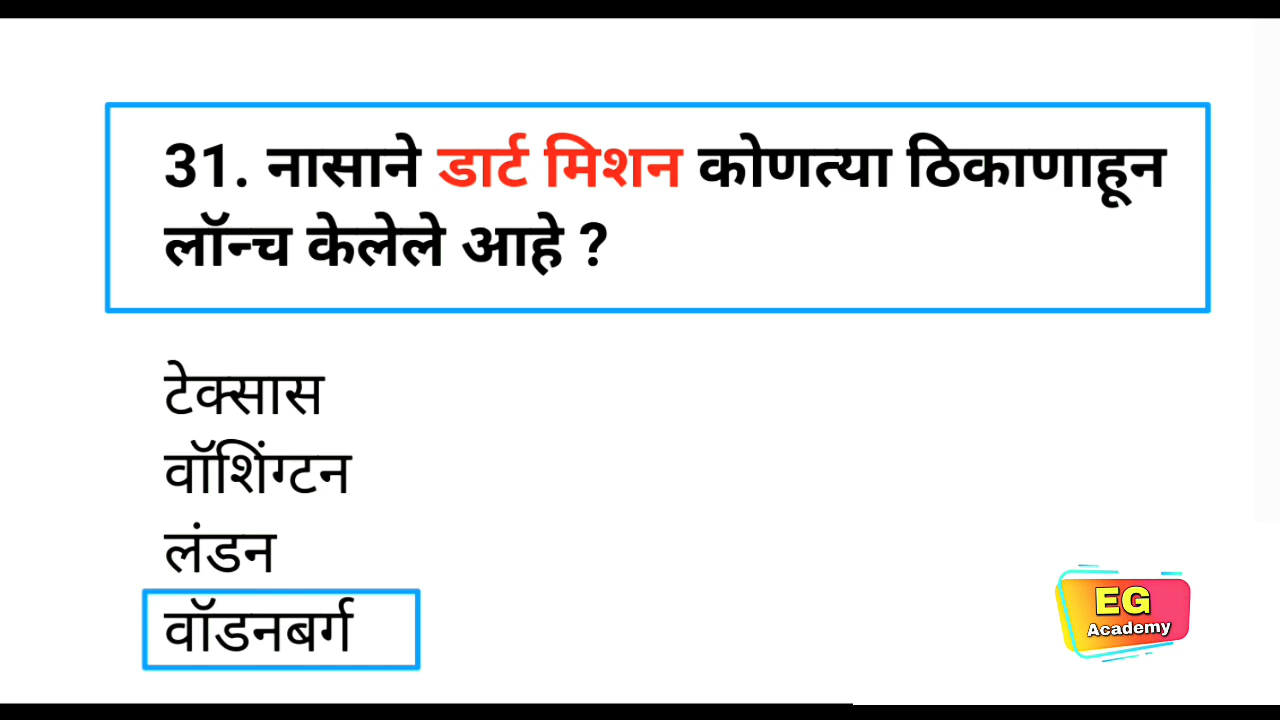 31. नासाने डार्ट मिशन कोणत्या ठिकाणाहून
लॉन्च केलेले आहे ?
टेक्सास
वॉशिंग्टन
लंडन
वॉडनबर्ग
EG
Academy